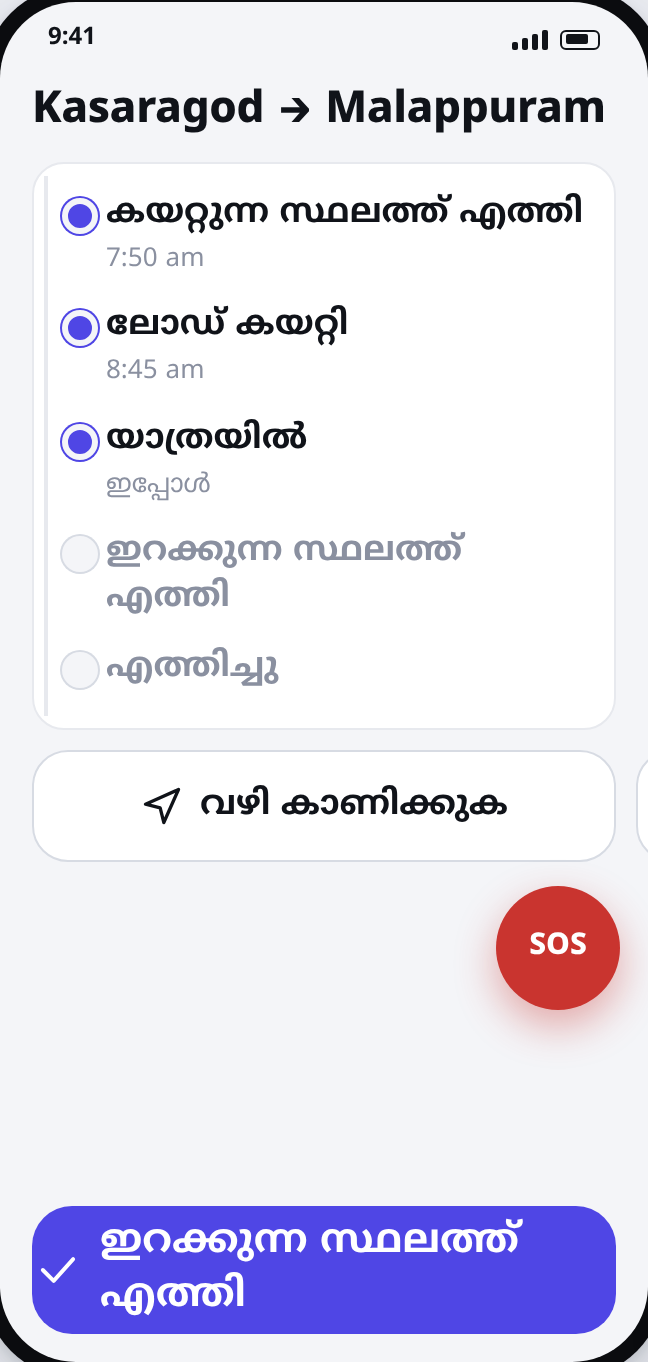 9:41
Kasaragod → Malappuram
കയറ്റുന്ന സ്ഥലത്ത് എത്തി
7:50 am
ലോഡ് കയറ്റി
8:45 am
യാത്രയിൽ
ഇപ്പോൾ
ഇറക്കുന്ന സ്ഥലത്ത്
എത്തി
എത്തിച്ചു
വഴി കാണിക്കുക
SOS
ഇറക്കുന്ന സ്ഥലത്ത്
എത്തി